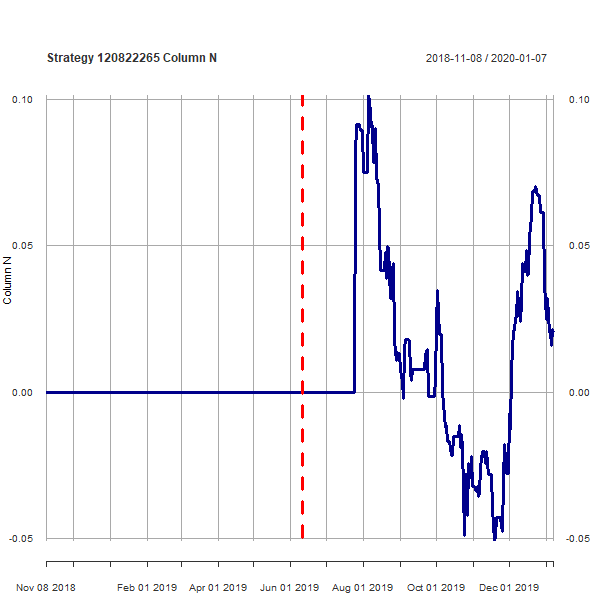 Strategy 120822265 Column N
2018-11-08 / 2020-01-07
0.10
0.10
0.05
0.05
Column N
0.00
0.00
-0.05
-0.05
Nov 08 2018
Feb 01 2019
Apr 01 2019
Jun 01 2019
Aug 01 2019
Oct 01 2019
Dec 01 2019